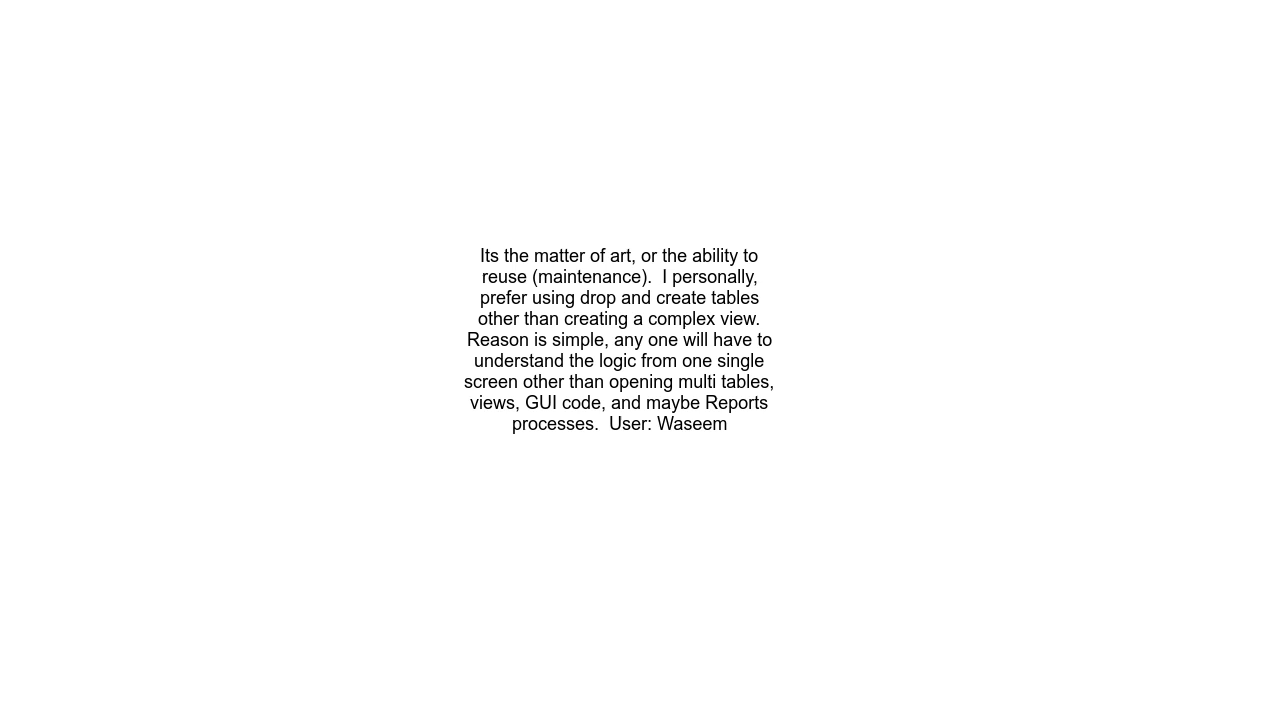 Its the matter of art, or the ability to
reuse (maintenance).  I personally,
prefer using drop and create tables
other than creating a complex view.
Reason is simple, any one will have to
understand the logic from one single
screen other than opening multi tables,
views, GUI code, and maybe Reports
processes.  User: Waseem